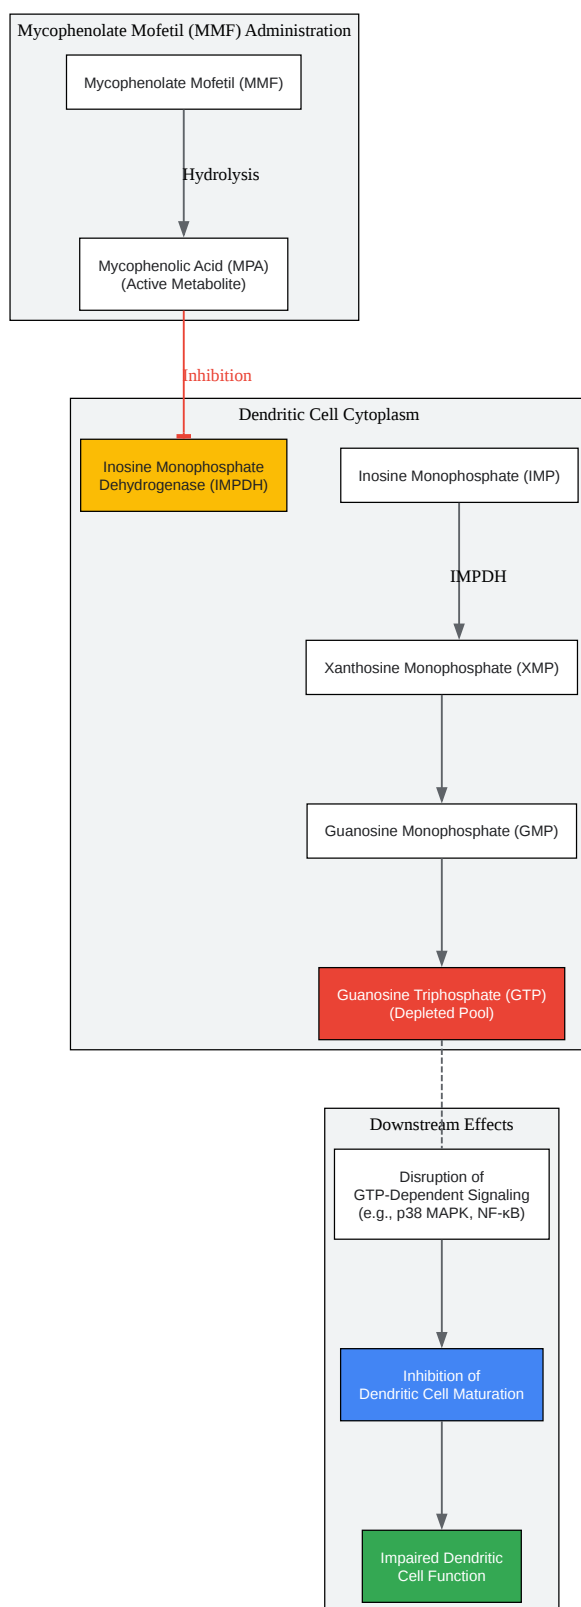 Mycophenolate Mofetil (MMF) Administration
Mycophenolate Mofetil (MMF)
Hydrolysis
Mycophenolic Acid (MPA)
(Active Metabolite)
Inhibition
Dendritic Cell Cytoplasm
Inosine Monophosphate
Dehydrogenase (IMPDH)
Inosine Monophosphate (IMP)
IMPDH
Xanthosine Monophosphate (XMP)
Guanosine Monophosphate (GMP)
Guanosine Triphosphate (GTP)
(Depleted Pool)
Downstream Effects
Disruption of
GTP-Dependent Signaling
(e.g., p38 MAPK, NF-κB)
Inhibition of
Dendritic Cell Maturation
Impaired Dendritic
Cell Function